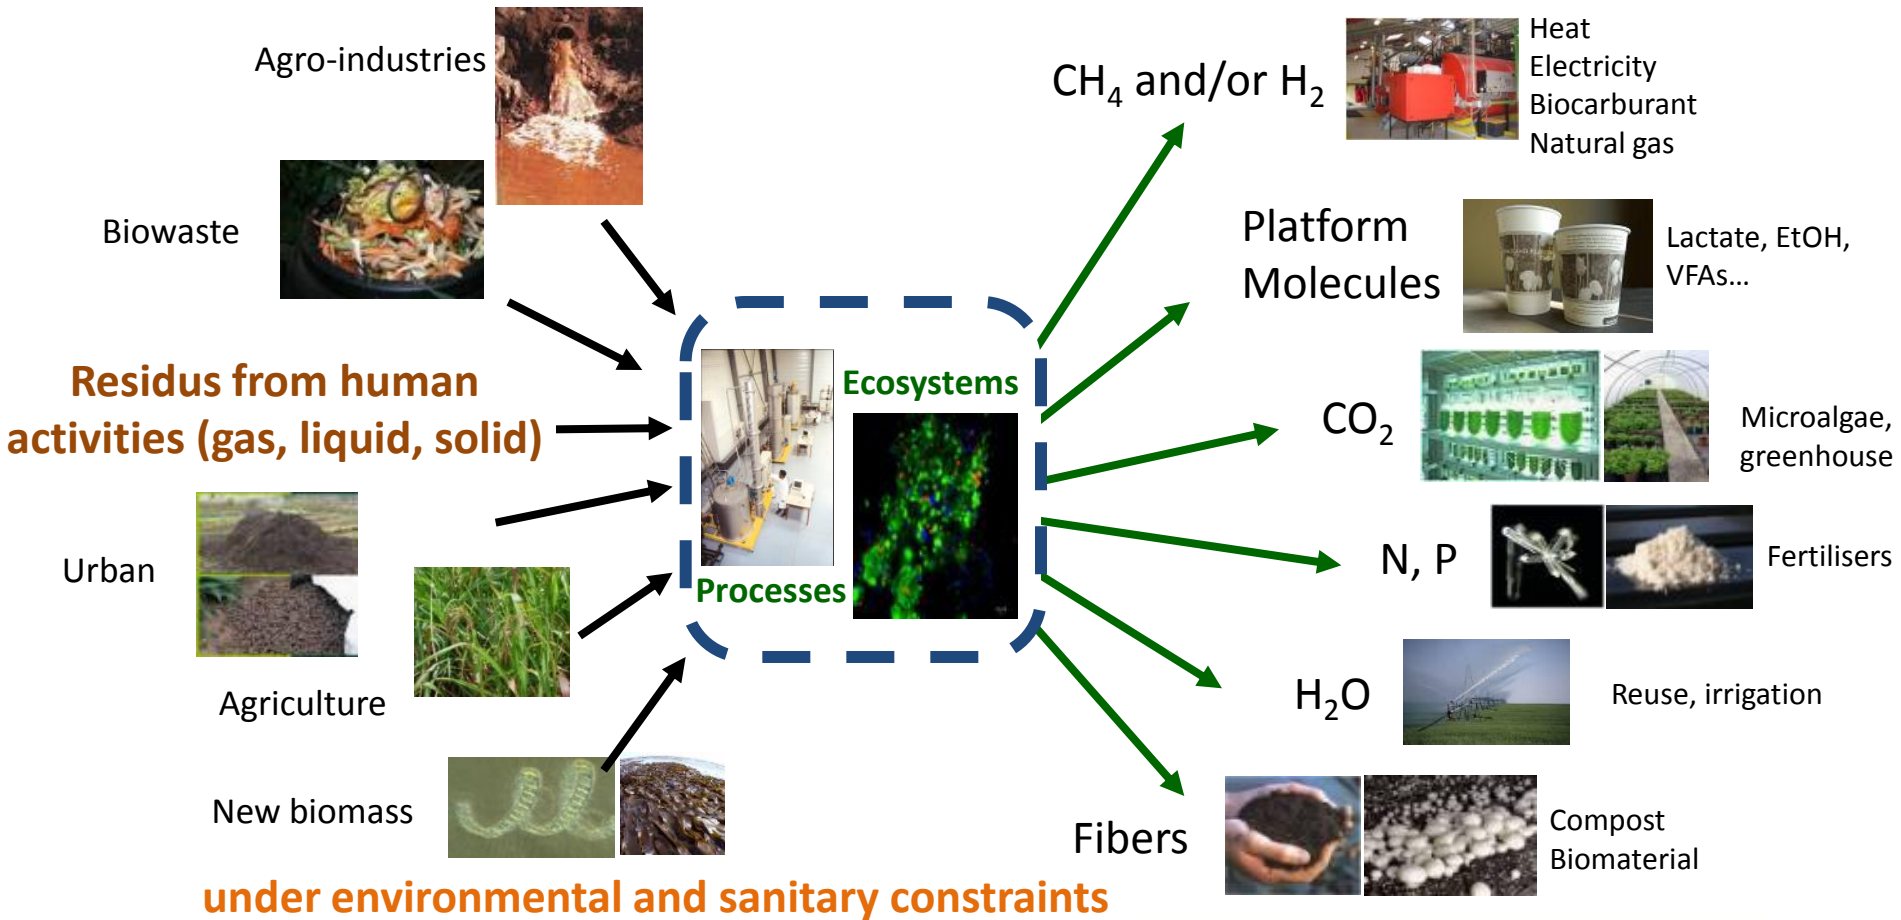 Agro-industries
Biowaste
Residus from human
activities (gas, liquid, solid)
Urban
Agriculture
New biomass
Ecosystems
Processes
CH₄ and/or H₂
Heat
Electricity
Biocarburant
Natural gas
Platform
Molecules
Lactate, EtOH,
VFAs...
CO₂
Microalgae,
greenhouse
N, P
Fertilisers
H₂O
Reuse, irrigation
Fibers
Compost
Biomaterial
under environmental and sanitary constraints